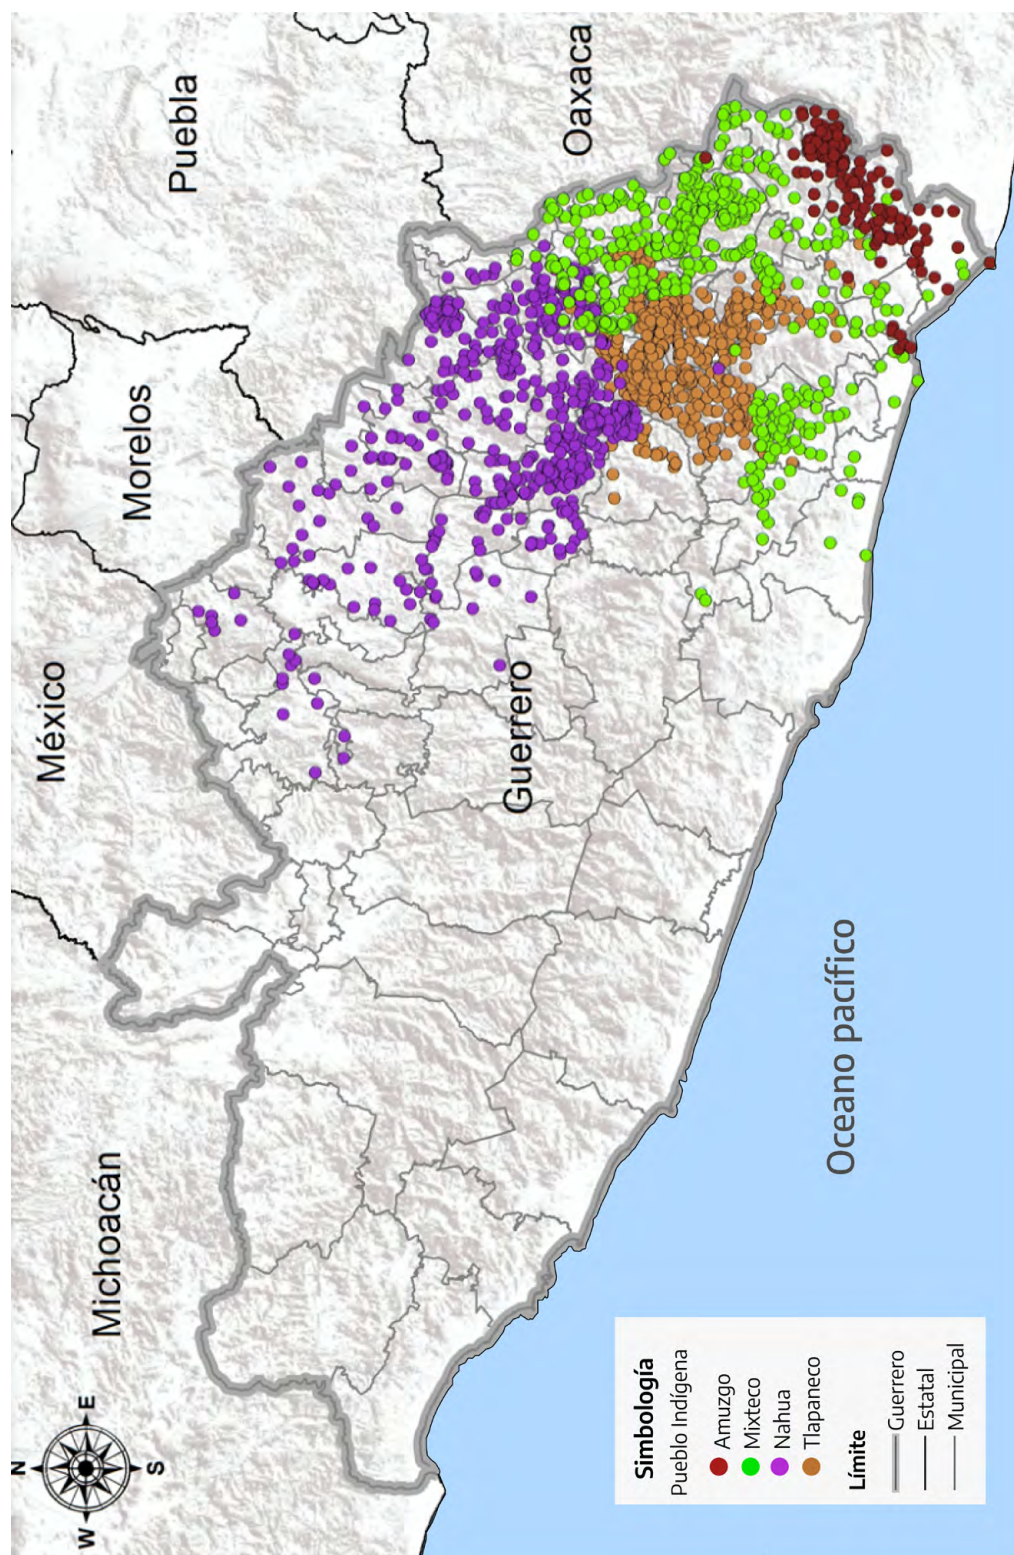 México
Morelos
Puebla
Michoacán
Guerrero
Oaxaca
Oceano pacífico
N
W
E
S
Simbología
Pueblo Indígena
Amuzgo
Mixteco
Nahua
Tlapaneco
Límite
Guerrero
Estatal
Municipal